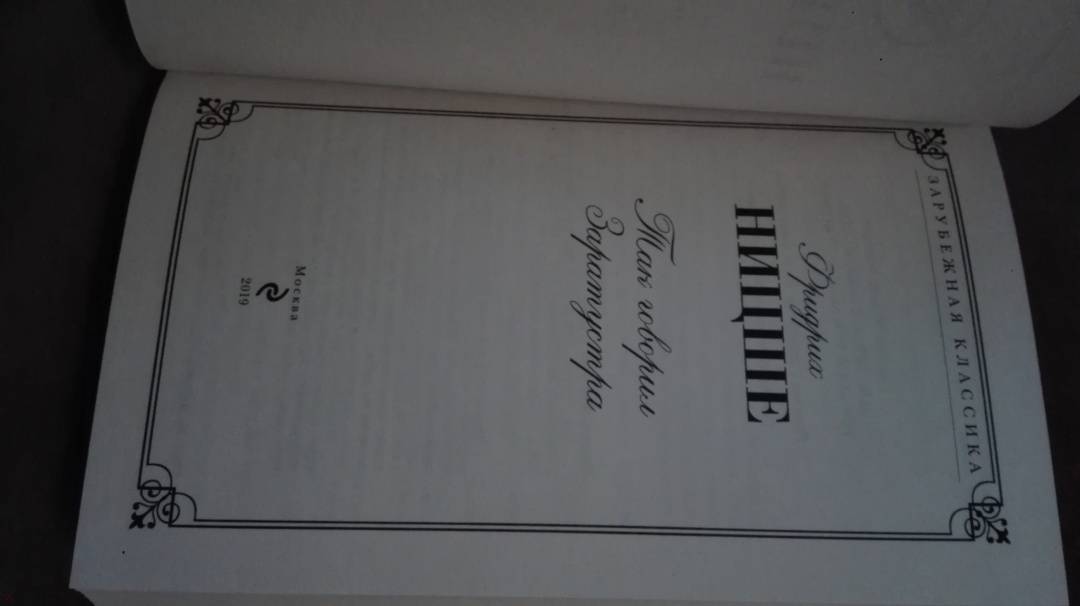 ЗАРУБЕЖНАЯ КЛАССИКА
Фридрих
НИЦШЕ
Так говорил
Заратустра
Москва
2019